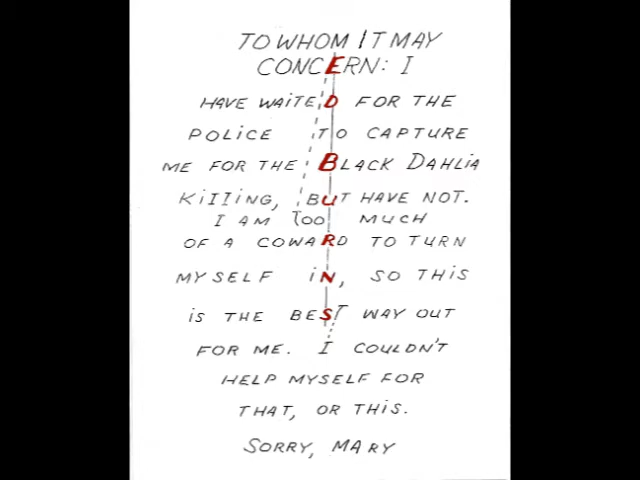 TO WHOM IT MAY
CONCERN: I
HAVE WAITED FOR THE
POLICE TO CAPTURE
ME FOR THE BLACK DAHLIA
KILLING, BUT HAVE NOT.
I AM TOO MUCH
OF A COWARD TO TURN
MYSELF IN, SO THIS
IS THE BEST WAY OUT
FOR ME. I COULDN'T
HELP MYSELF FOR
THAT, OR THIS.
SORRY, MARY